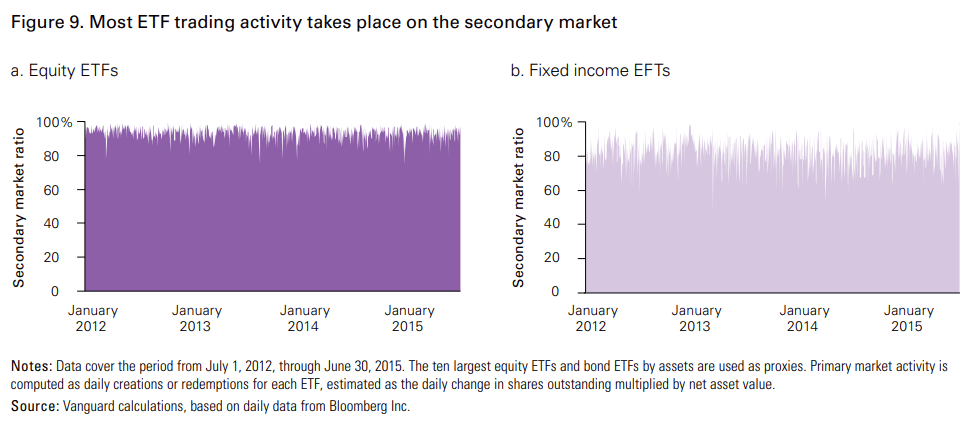 Figure 9. Most ETF trading activity takes place on the secondary market
a. Equity ETFs
Secondary market ratio
100%
80
60
40
20
0
January 2012
January 2013
January 2014
January 2015
b. Fixed income EFTs
Secondary market ratio
100%
80
60
40
20
0
January 2012
January 2013
January 2014
January 2015
Notes: Data cover the period from July 1, 2012, through June 30, 2015. The ten largest equity ETFs and bond ETFs by assets are used as proxies. Primary market activity is
computed as daily creations or redemptions for each ETF, estimated as the daily change in shares outstanding multiplied by net asset value.
Source: Vanguard calculations, based on daily data from Bloomberg Inc.